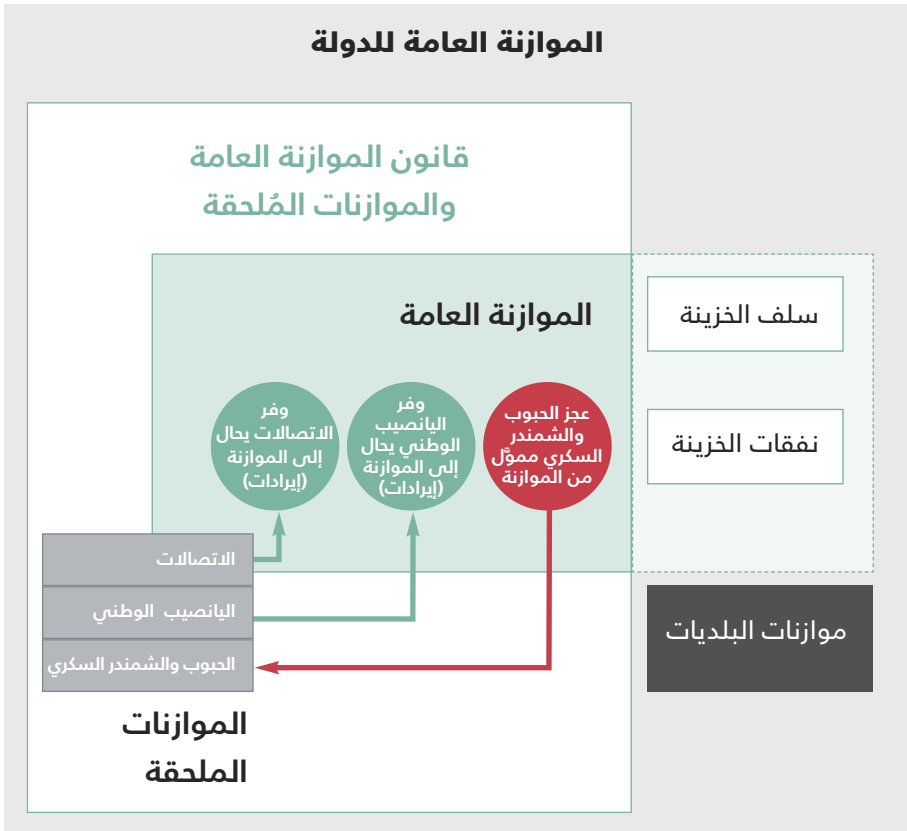 الموازنة العامة للدولة
قانون الموازنة العامة
والموازنات المُلحقة
الموازنة العامة
سلف الخزينة
نفقات الخزينة
عجز الحبوب
والشمندر
السكري مموَّل
من الموازنة
وفر
اليانصيب
الوطني يحال
إلى الموازنة
(إيرادات)
وفر
الاتصالات يحال
إلى الموازنة
(إيرادات)
الاتصالات
اليانصيب الوطني
الحبوب والشمندر السكري
موازنات البلديات
الموازنات
الملحقة